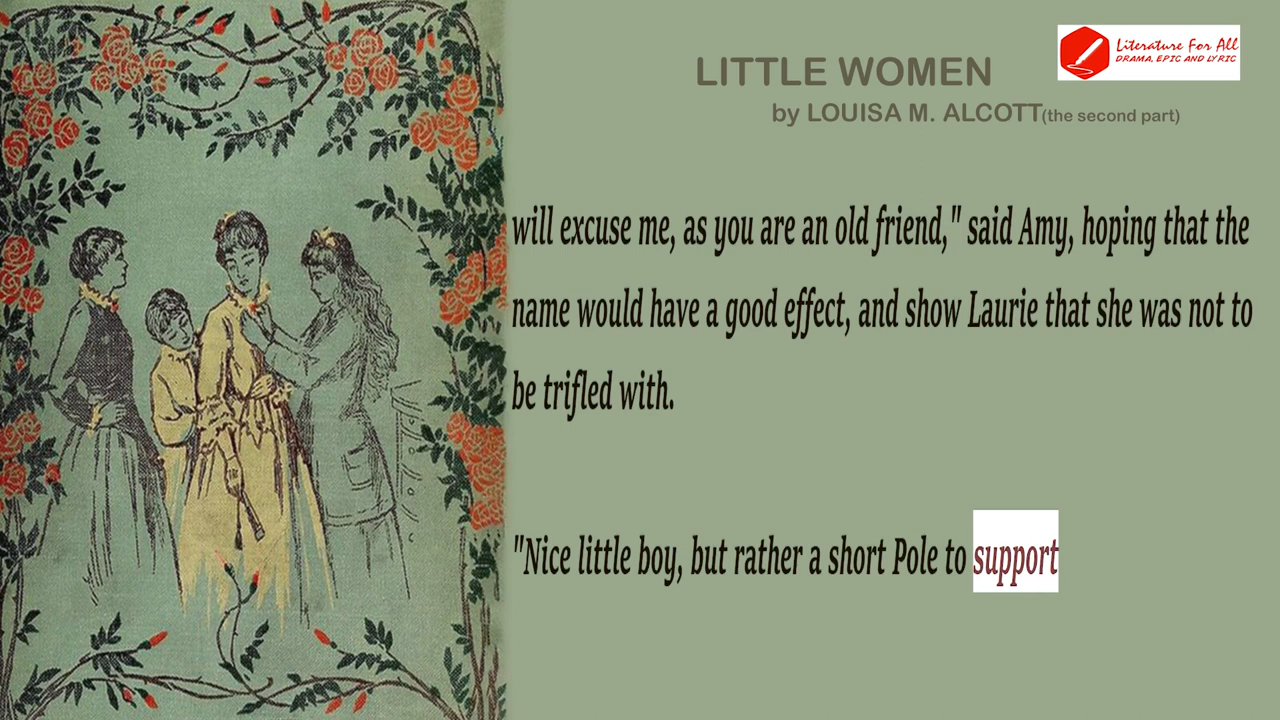 LITTLE WOMEN
by LOUISA M. ALCOTT(the second part)
Literature For All
DRAMA, EPIC AND LYRIC
will excuse me, as you are an old friend," said Amy, hoping that the
name would have a good effect, and show Laurie that she was not to
be trifled with.
"Nice little boy, but rather a short Pole to support